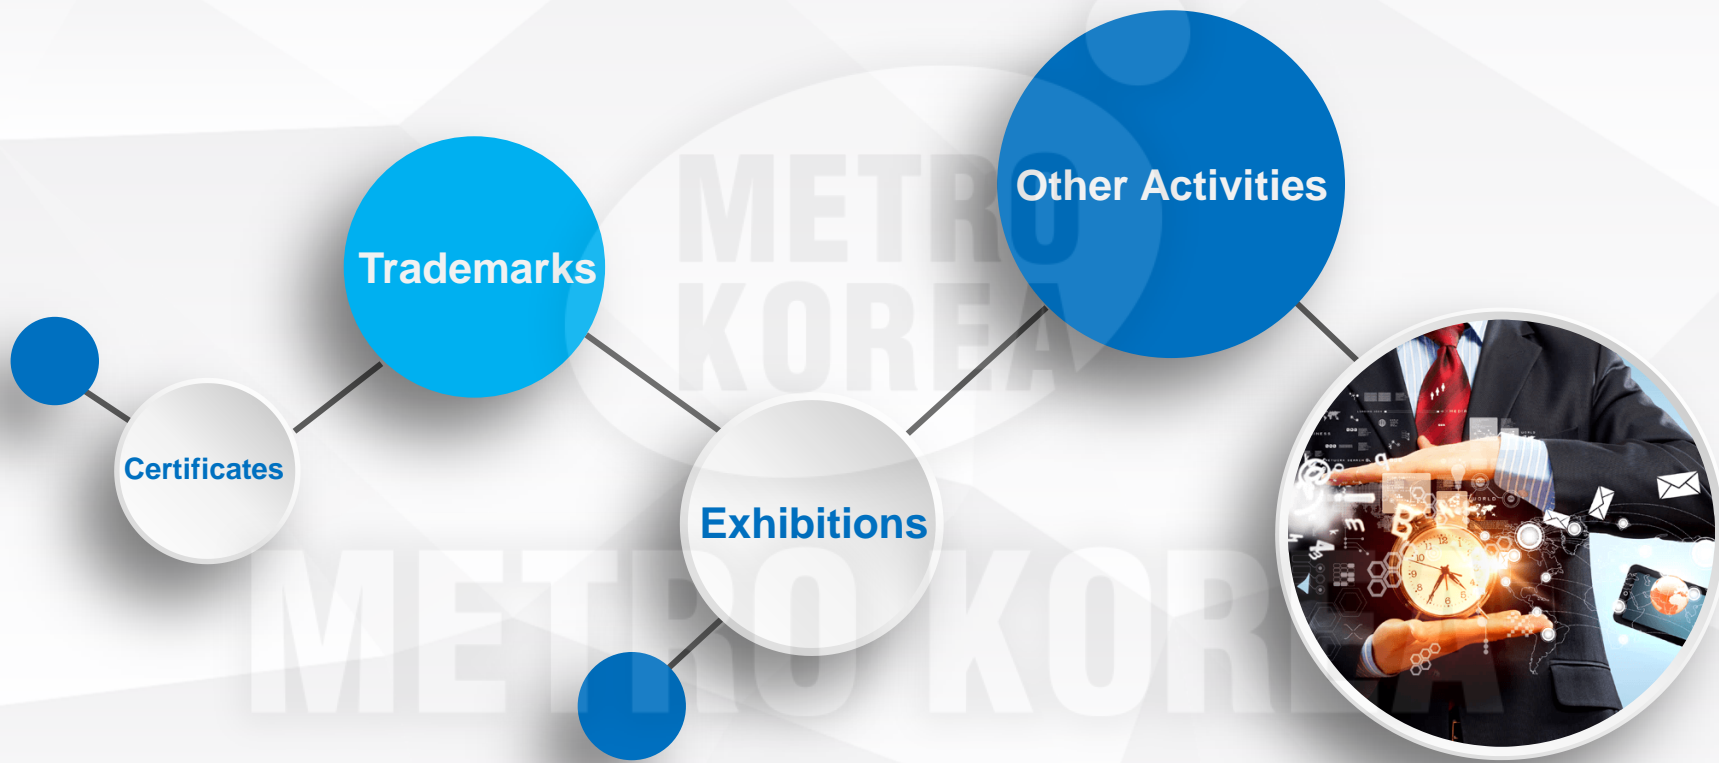 METRO
KOREA
Other Activities
Trademarks
Certificates
Exhibitions
METRO KOREA